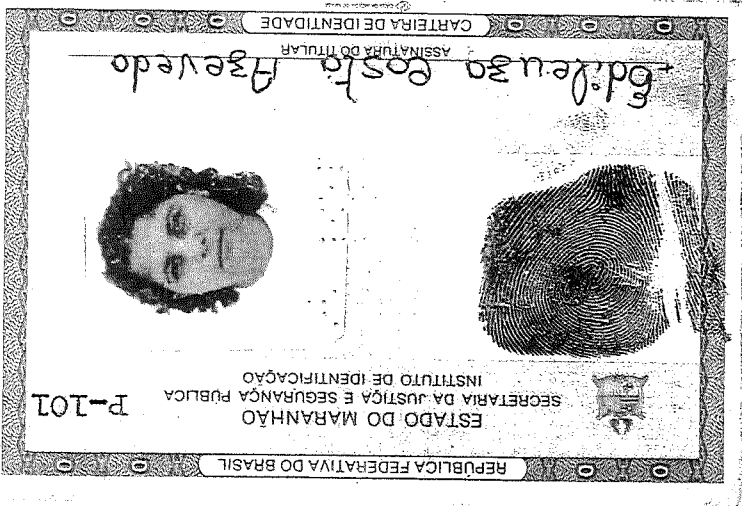 REPÚBLICA FEDERATIVA DO BRASIL
ESTADO DO MARANHÃO
SECRETARIA DA JUSTIÇA E SEGURANÇA PÚBLICA
INSTITUTO DE IDENTIFICAÇÃO
P-101
Edileuza Costa Azevedo
ASSINATURA DO TITULAR
CARTEIRA DE IDENTIDADE